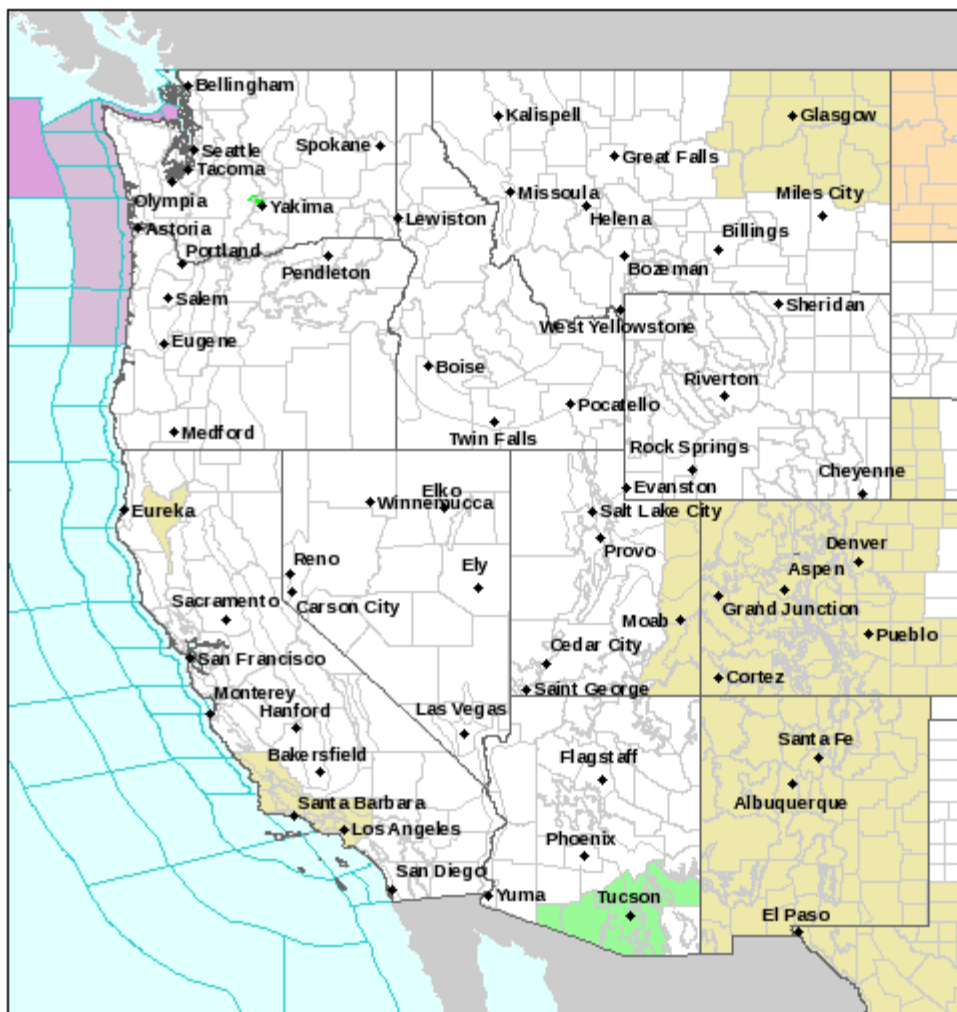 Bellingham
Kalispell
Glasgow
Seattle
Spokane
Great Falls
Tacoma
Missoula
Miles City
Olympia
Yakima
Helena
Lewiston
Astoria
Billings
Portland
Pendleton
Bozeman
Salem
Sheridan
West Yellowstone
Eugene
Boise
Riverton
Pocatello
Medford
Twin Falls
Rock Springs
Cheyenne
Elko
Evanston
Winnemucca
Eureka
Salt Lake City
Denver
Provo
Reno
Ely
Aspen
Sacramento
Carson City
Grand Junction
Moab
Pueblo
Cedar City
San Francisco
Cortez
Saint George
Monterey
Hanford
Las Vegas
Santa Fe
Bakersfield
Flagstaff
Santa Barbara
Albuquerque
Los Angeles
Phoenix
San Diego
Yuma
Tucson
El Paso